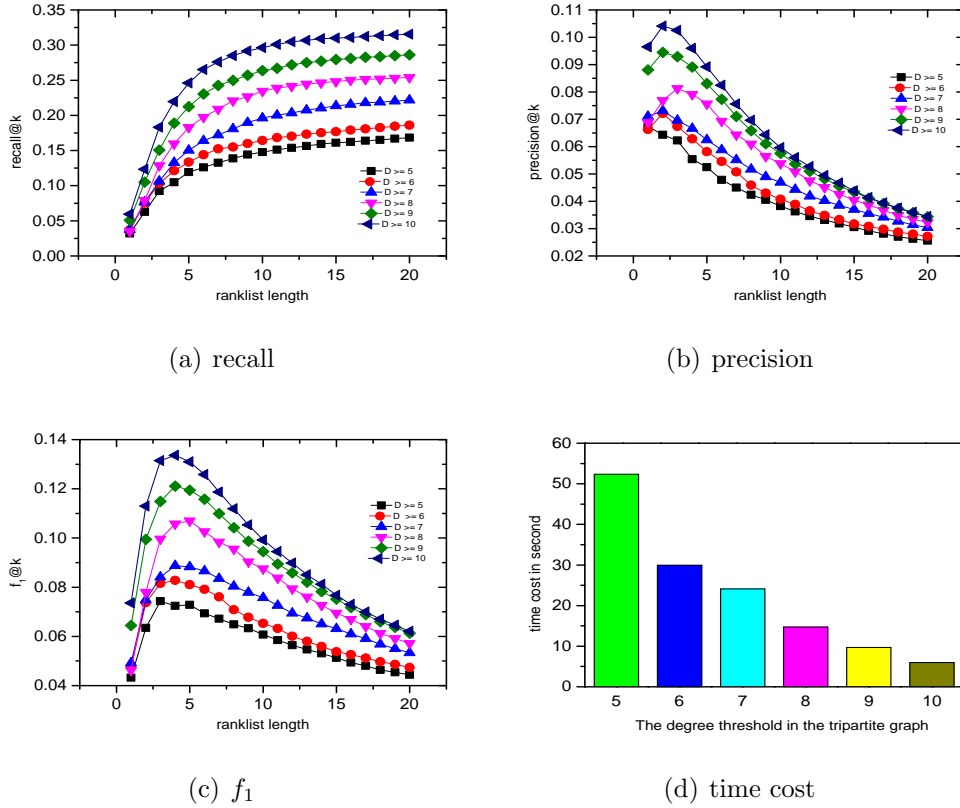 recall@k
0.35
0.30
0.25
0.20
0.15
0.10
0.05
0.00
D >= 5
D >= 6
D >= 7
D >= 8
D >= 9
D >= 10
0 5 10 15 20
ranklist length
(a) recall
precision@k
0.11
0.10
0.09
0.08
0.07
0.06
0.05
0.04
0.03
0.02
D >= 5
D >= 6
D >= 7
D >= 8
D >= 9
D >= 10
0 5 10 15 20
ranklist length
(b) precision
f1@k
0.14
0.12
0.10
0.08
0.06
0.04
D >= 5
D >= 6
D >= 7
D >= 8
D >= 9
D >= 10
0 5 10 15 20
ranklist length
(c) f1
time cost in second
60
50
40
30
20
10
0
5 6 7 8 9 10
The degree threshold in the tripartite graph
(d) time cost